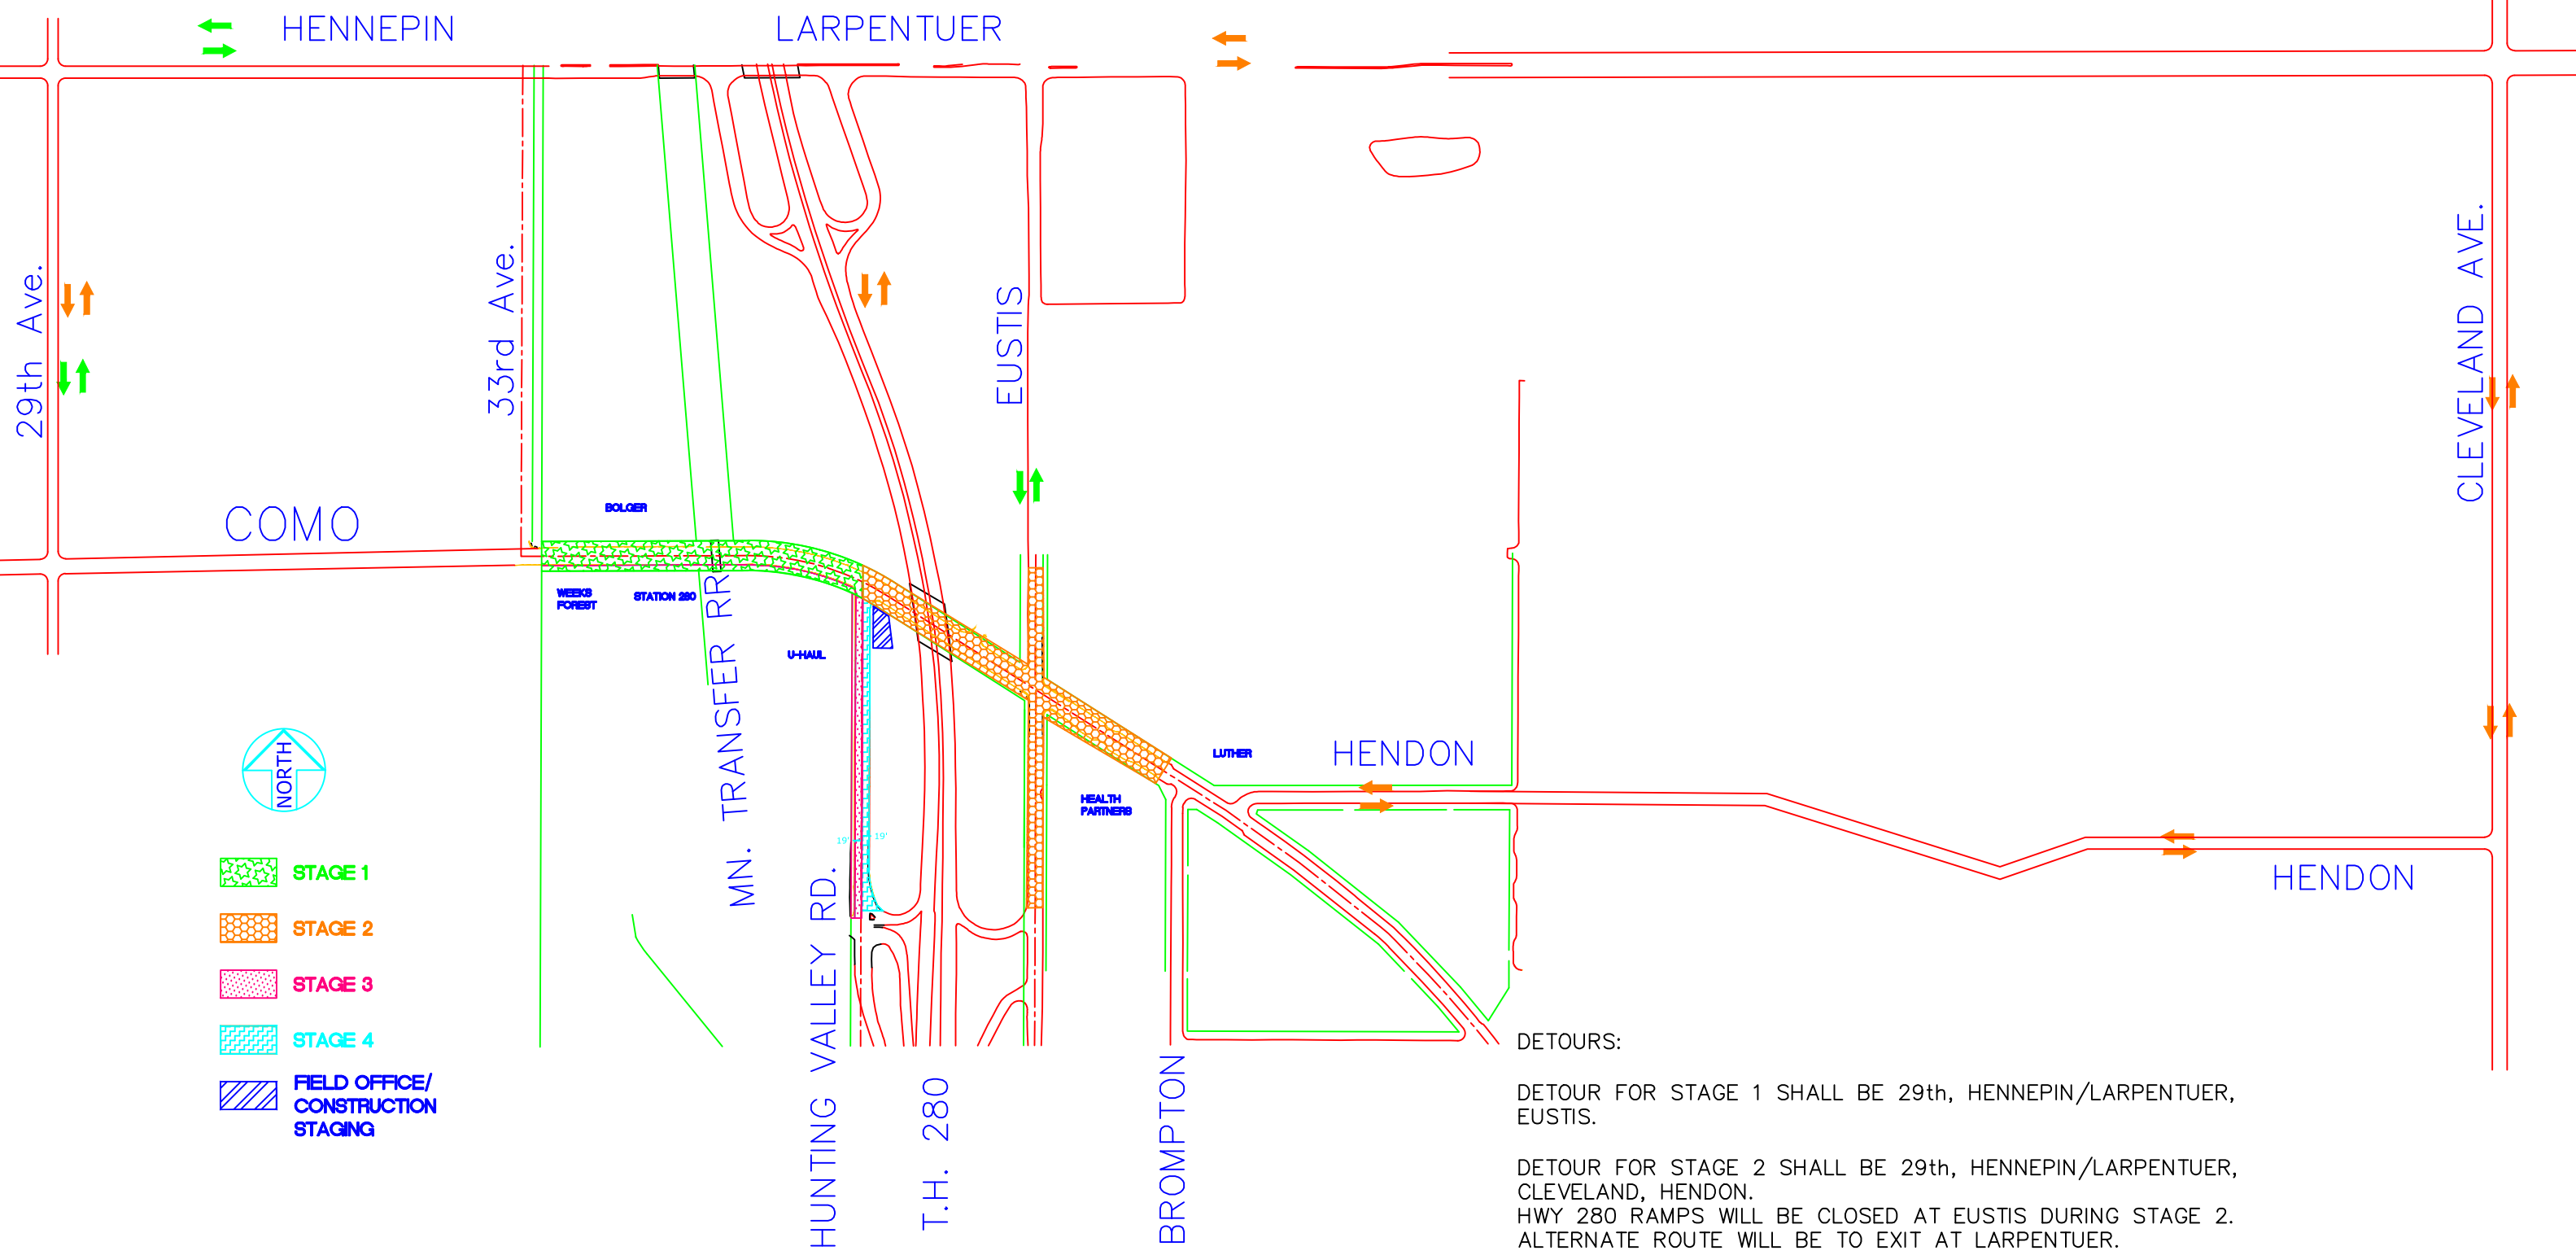 HENNEPIN
LARPENTUER
29th Ave.
33rd Ave.
EUSTIS
CLEVELAND AVE.
COMO
BOLGER
WEEKS
FOREST
STATION 280
U-HAUL
MN. TRANSFER RR
LUTHER
HENDON
HEALTH
PARTNERS
19'
19'
HENDON
NORTH
STAGE 1
STAGE 2
STAGE 3
STAGE 4
FIELD OFFICE/
CONSTRUCTION
STAGING
HUNTING VALLEY RD.
T.H. 280
BROMPTON
DETOURS:
DETOUR FOR STAGE 1 SHALL BE 29th, HENNEPIN/LARPENTUER,
EUSTIS.
DETOUR FOR STAGE 2 SHALL BE 29th, HENNEPIN/LARPENTUER,
CLEVELAND, HENDON.
HWY 280 RAMPS WILL BE CLOSED AT EUSTIS DURING STAGE 2.
ALTERNATE ROUTE WILL BE TO EXIT AT LARPENTUER.